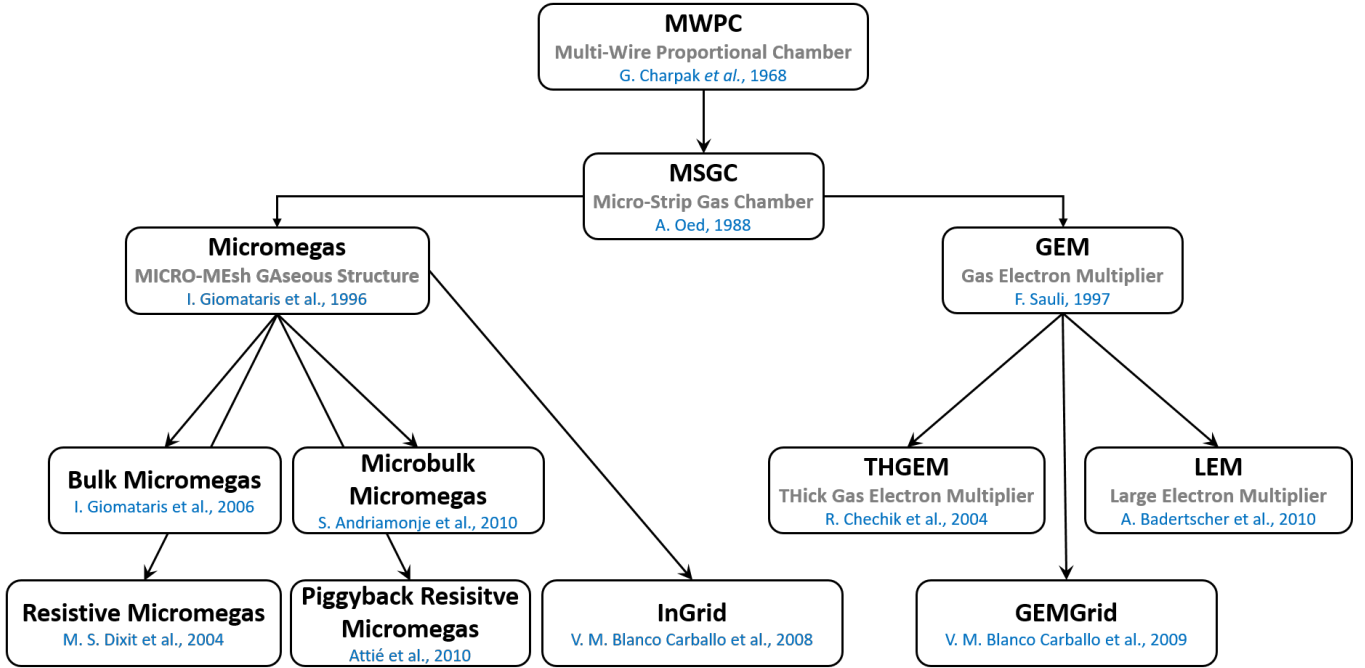 MWPC
Multi-Wire Proportional Chamber
G. Charpak et al., 1968
MSGC
Micro-Strip Gas Chamber
A. Oed, 1988
Micromegas
MICRO-MEsh GAseous Structure
I. Giomataris et al., 1996
GEM
Gas Electron Multiplier
F. Sauli, 1997
Bulk Micromegas
I. Giomataris et al., 2006
Microbulk
Micromegas
S. Andriamonje et al., 2010
THGEM
THick Gas Electron Multiplier
R. Chechik et al., 2004
LEM
Large Electron Multiplier
A. Badertscher et al., 2010
Resistive Micromegas
M. S. Dixit et al., 2004
Piggyback Resisitve
Micromegas
Attié et al., 2010
InGrid
V. M. Blanco Carballo et al., 2008
GEMGrid
V. M. Blanco Carballo et al., 2009